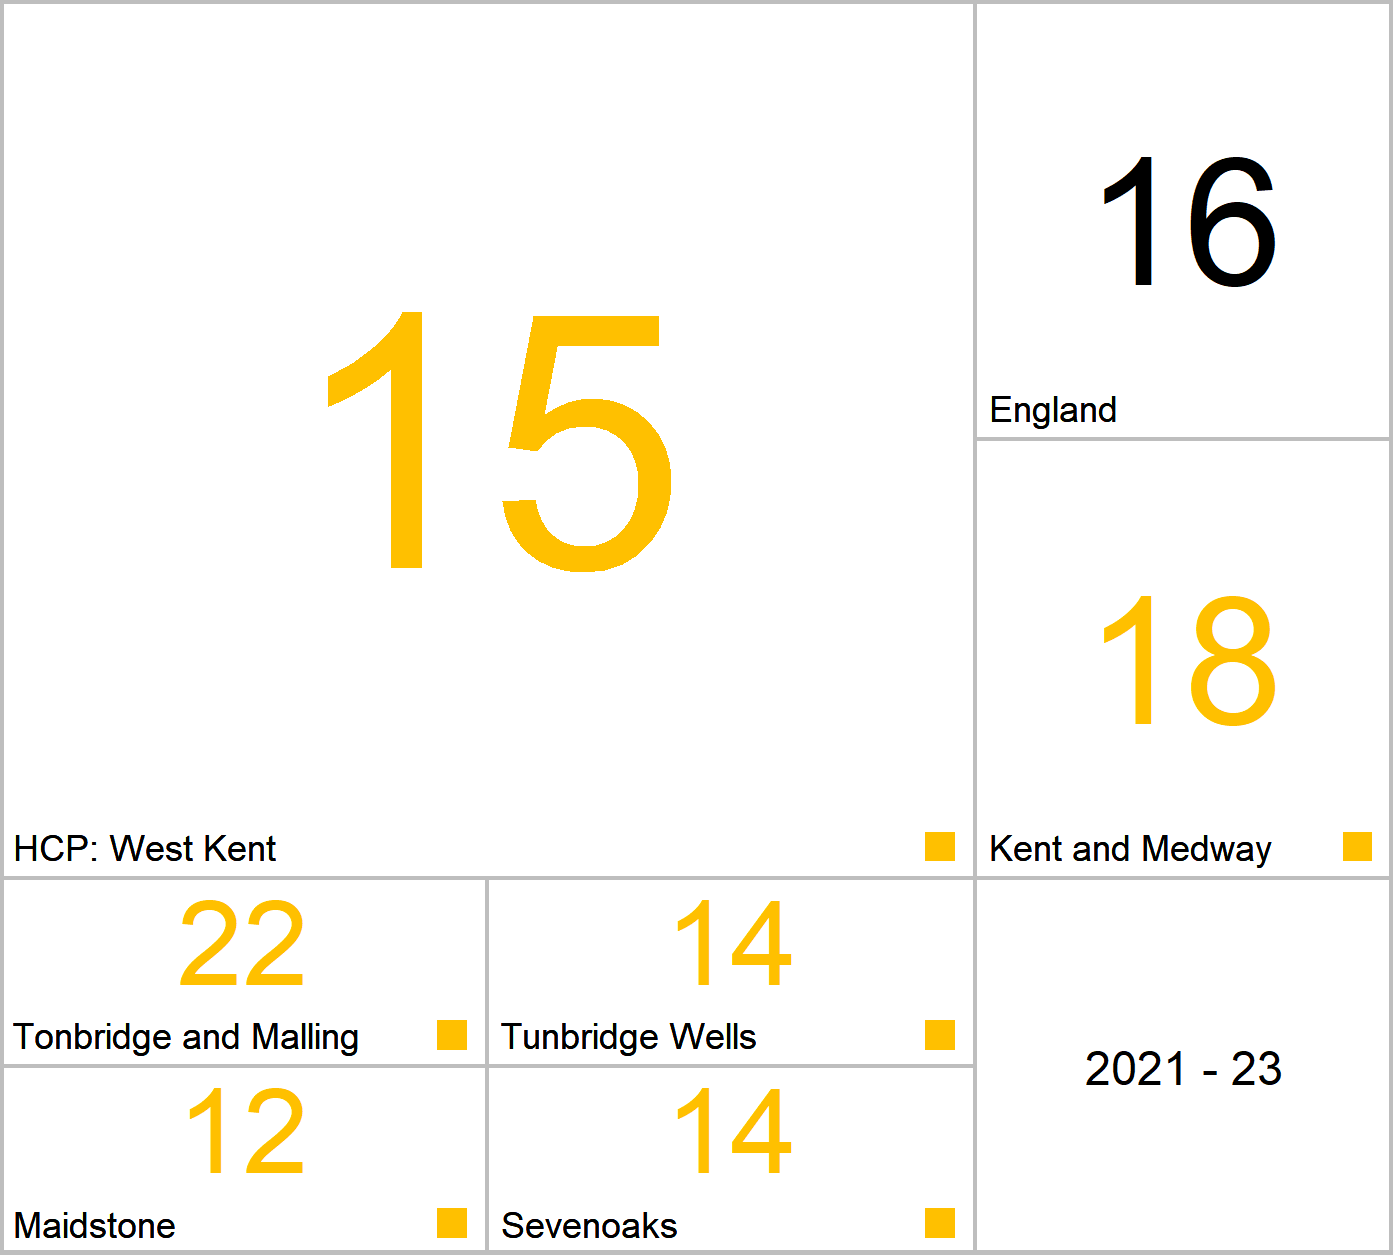 15
HCP: West Kent
16
England
18
Kent and Medway
22
Tonbridge and Malling
14
Tunbridge Wells
12
Maidstone
14
Sevenoaks
2021 - 23